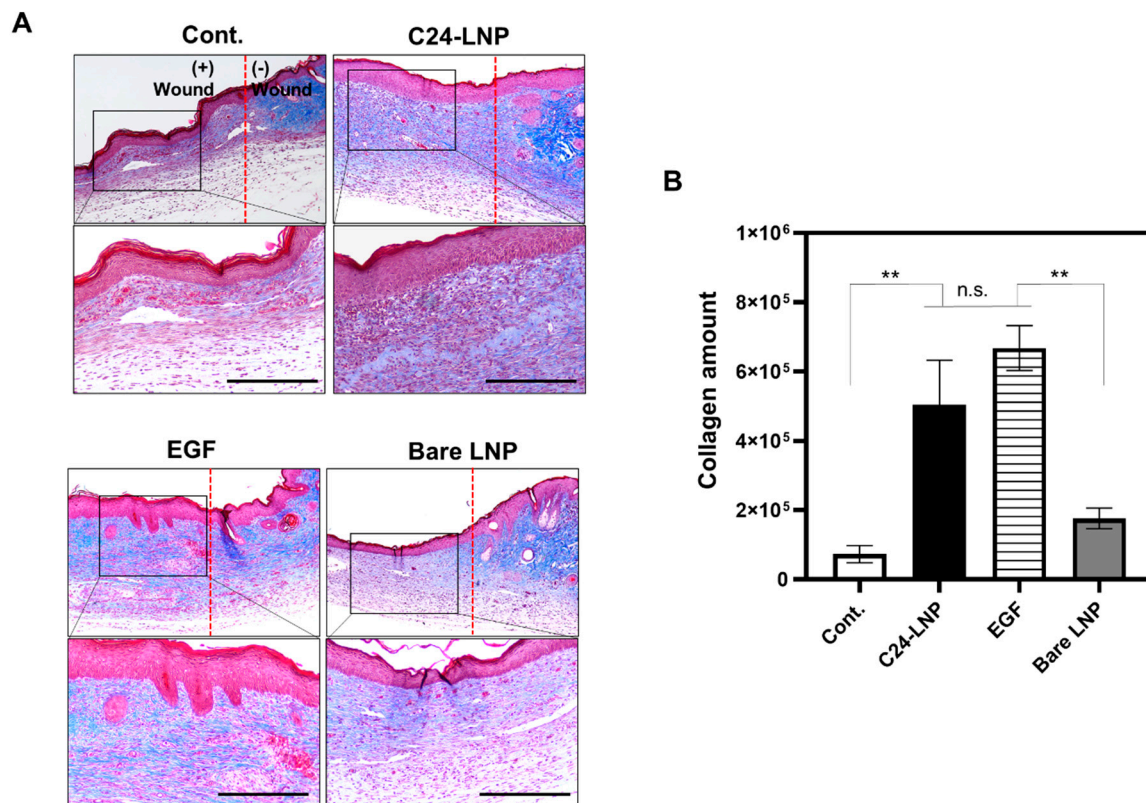 A
Cont.
C24-LNP
(+)
Wound
(-)
Wound
EGF
Bare LNP
B
Collagen amount
1×10⁶
8×10⁵
6×10⁵
4×10⁵
2×10⁵
0
**
n.s.
**
Cont.
C24-LNP
EGF
Bare LNP